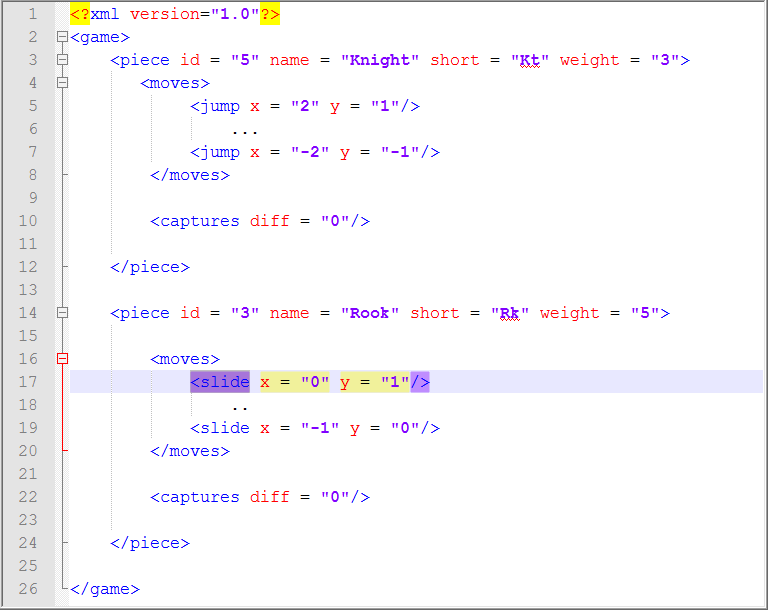 1 <?xml version="1.0"?>
2 <game>
3 <piece id = "5" name = "Knight" short = "Kt" weight = "3">
4 <moves>
5 <jump x = "2" y = "1"/>
6 ...
7 <jump x = "-2" y = "-1"/>
8 </moves>
9
10 <captures diff = "0"/>
11
12 </piece>
13
14 <piece id = "3" name = "Rook" short = "Rk" weight = "5">
15
16 <moves>
17 <slide x = "0" y = "1"/>
18 ..
19 <slide x = "-1" y = "0"/>
20 </moves>
21
22 <captures diff = "0"/>
23
24 </piece>
25
26 </game>